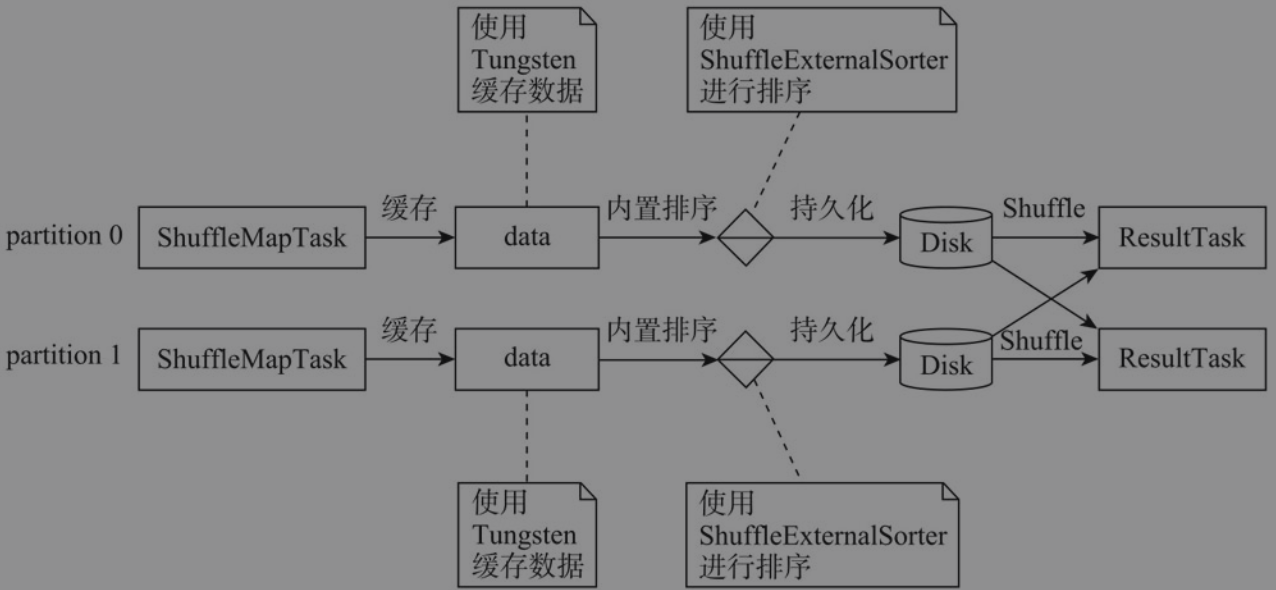 使用
Tungsten
缓存数据
使用
ShuffleExternalSorter
进行排序
partition 0
ShuffleMapTask
缓存
data
内置排序
持久化
Disk
Shuffle
ResultTask
partition 1
ShuffleMapTask
缓存
data
内置排序
持久化
Disk
Shuffle
ResultTask
使用
Tungsten
缓存数据
使用
ShuffleExternalSorter
进行排序